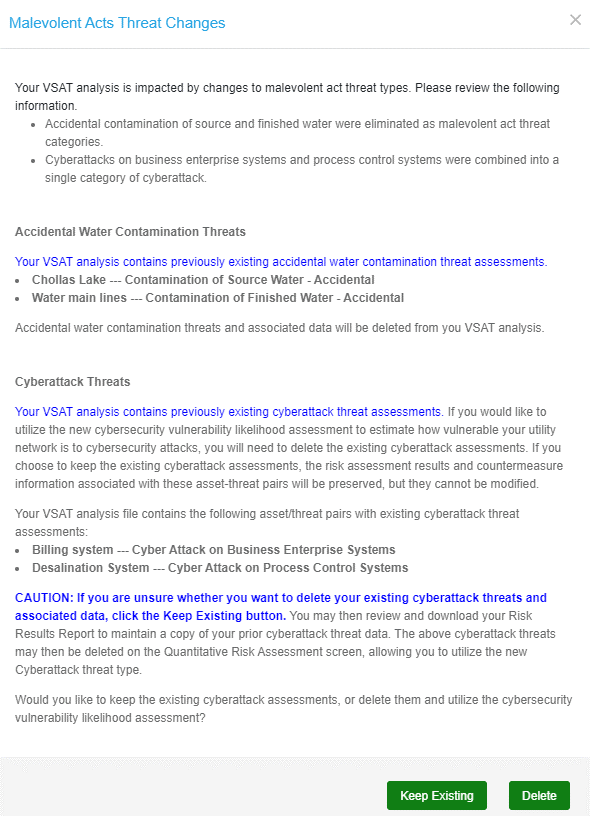 Malevolent Acts Threat Changes
×
Your VSAT analysis is impacted by changes to malevolent act threat types. Please review the following
information.
• Accidental contamination of source and finished water were eliminated as malevolent act threat
categories.
• Cyberattacks on business enterprise systems and process control systems were combined into a
single category of cyberattack.
Accidental Water Contamination Threats
Your VSAT analysis contains previously existing accidental water contamination threat assessments.
• Chollas Lake --- Contamination of Source Water - Accidental
• Water main lines --- Contamination of Finished Water - Accidental
Accidental water contamination threats and associated data will be deleted from you VSAT analysis.
Cyberattack Threats
Your VSAT analysis contains previously existing cyberattack threat assessments. If you would like to
utilize the new cybersecurity vulnerability likelihood assessment to estimate how vulnerable your utility
network is to cybersecurity attacks, you will need to delete the existing cyberattack assessments. If you
choose to keep the existing cyberattack assessments, the risk assessment results and countermeasure
information associated with these asset-threat pairs will be preserved, but they cannot be modified.
Your VSAT analysis file contains the following asset/threat pairs with existing cyberattack threat
assessments:
• Billing system --- Cyber Attack on Business Enterprise Systems
• Desalination System --- Cyber Attack on Process Control Systems
CAUTION: If you are unsure whether you want to delete your existing cyberattack threats and
associated data, click the Keep Existing button. You may then review and download your Risk
Results Report to maintain a copy of your prior cyberattack threat data. The above cyberattack threats
may then be deleted on the Quantitative Risk Assessment screen, allowing you to utilize the new
Cyberattack threat type.
Would you like to keep the existing cyberattack assessments, or delete them and utilize the cybersecurity
vulnerability likelihood assessment?
Keep Existing Delete